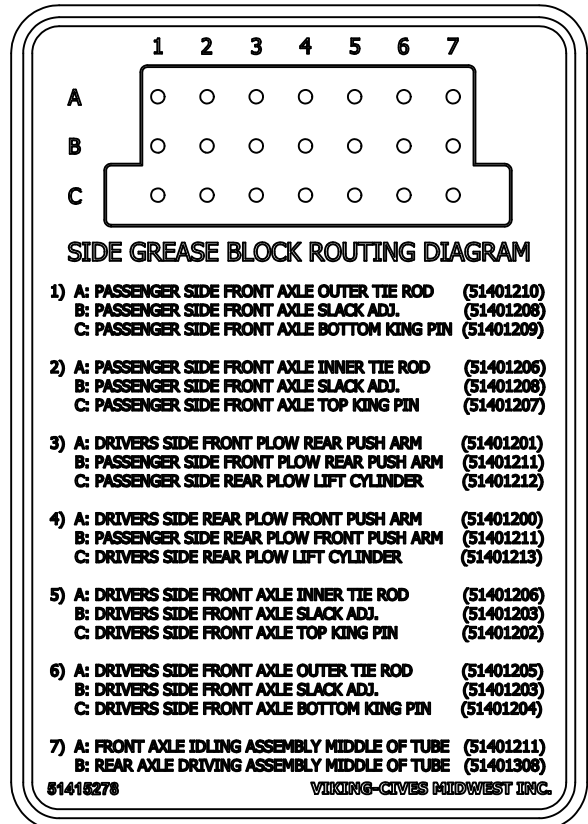 1 2 3 4 5 6 7
A
B
C
SIDE GREASE BLOCK ROUTING DIAGRAM
1) A: PASSENGER SIDE FRONT AXLE OUTER TIE ROD (51401210)
B: PASSENGER SIDE FRONT AXLE SLACK ADJ. (51401208)
C: PASSENGER SIDE FRONT AXLE BOTTOM KING PIN (51401209)
2) A: PASSENGER SIDE FRONT AXLE INNER TIE ROD (51401206)
B: PASSENGER SIDE FRONT AXLE SLACK ADJ. (51401208)
C: PASSENGER SIDE FRONT AXLE TOP KING PIN (51401207)
3) A: DRIVERS SIDE FRONT PLOW REAR PUSH ARM (51401201)
B: PASSENGER SIDE FRONT PLOW REAR PUSH ARM (51401211)
C: PASSENGER SIDE REAR PLOW LIFT CYLINDER (51401212)
4) A: DRIVERS SIDE REAR PLOW FRONT PUSH ARM (51401200)
B: PASSENGER SIDE REAR PLOW FRONT PUSH ARM (51401211)
C: DRIVERS SIDE REAR PLOW LIFT CYLINDER (51401213)
5) A: DRIVERS SIDE FRONT AXLE INNER TIE ROD (51401206)
B: DRIVERS SIDE FRONT AXLE SLACK ADJ. (51401203)
C: DRIVERS SIDE FRONT AXLE TOP KING PIN (51401202)
6) A: DRIVERS SIDE FRONT AXLE OUTER TIE ROD (51401205)
B: DRIVERS SIDE FRONT AXLE SLACK ADJ. (51401203)
C: DRIVERS SIDE FRONT AXLE BOTTOM KING PIN (51401204)
7) A: FRONT AXLE IDLING ASSEMBLY MIDDLE OF TUBE (51401211)
B: REAR AXLE DRIVING ASSEMBLY MIDDLE OF TUBE (51401308)
51415278 VIKING-CIVES MIDWEST INC.